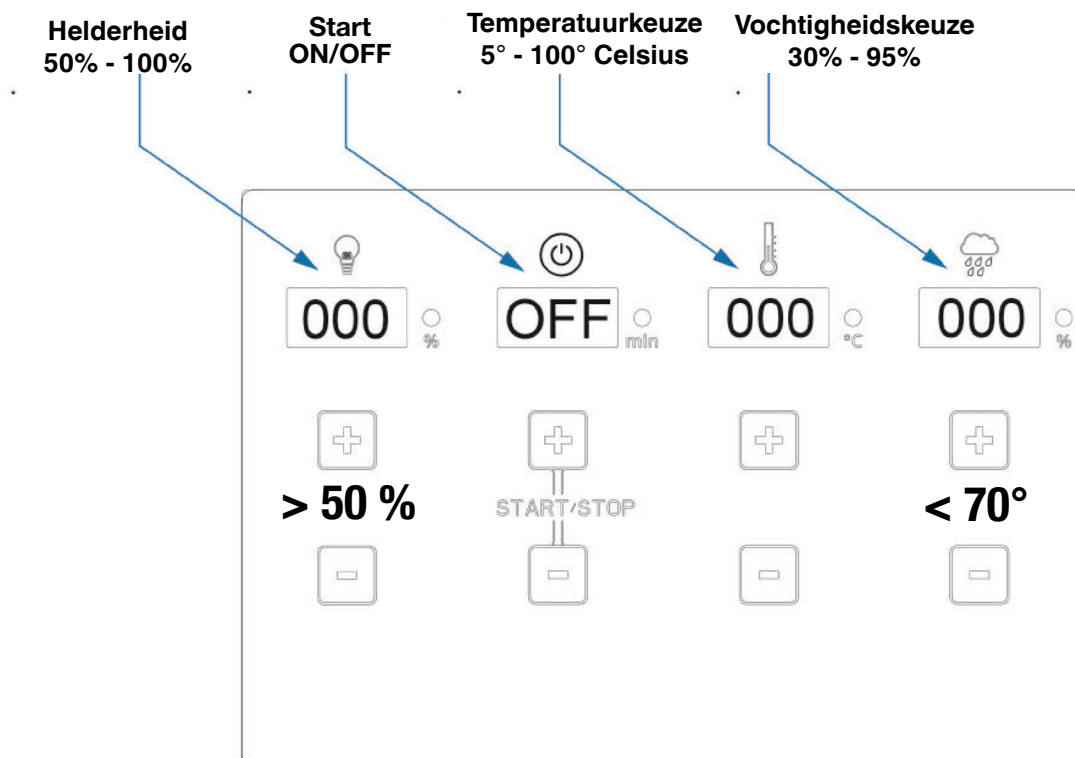 Helderheid
50% - 100%
Start
ON/OFF
Temperatuurkeuze
5° - 100° Celsius
Vochtigheidskeuze
30% - 95%
000 %
OFF min
000 °C
000 %
> 50 %
START/STOP
< 70°